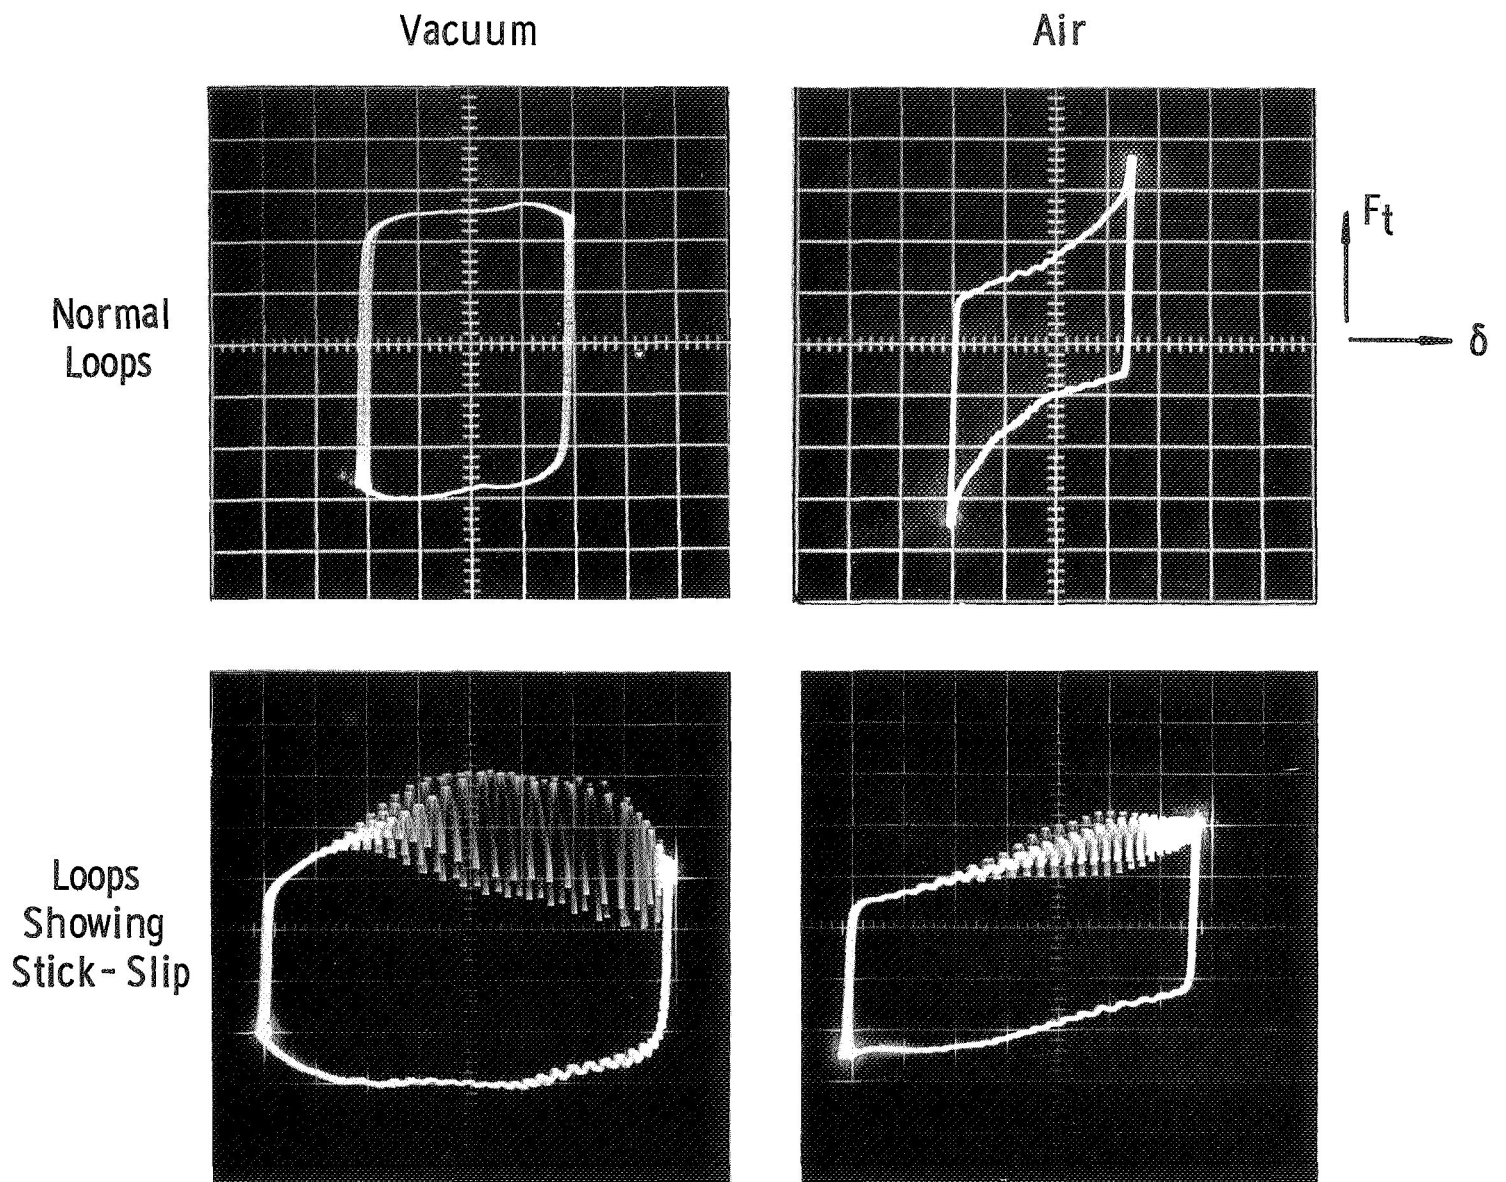 Vacuum
Air
Normal
Loops
Ft
δ
Loops
Showing
Stick-Slip